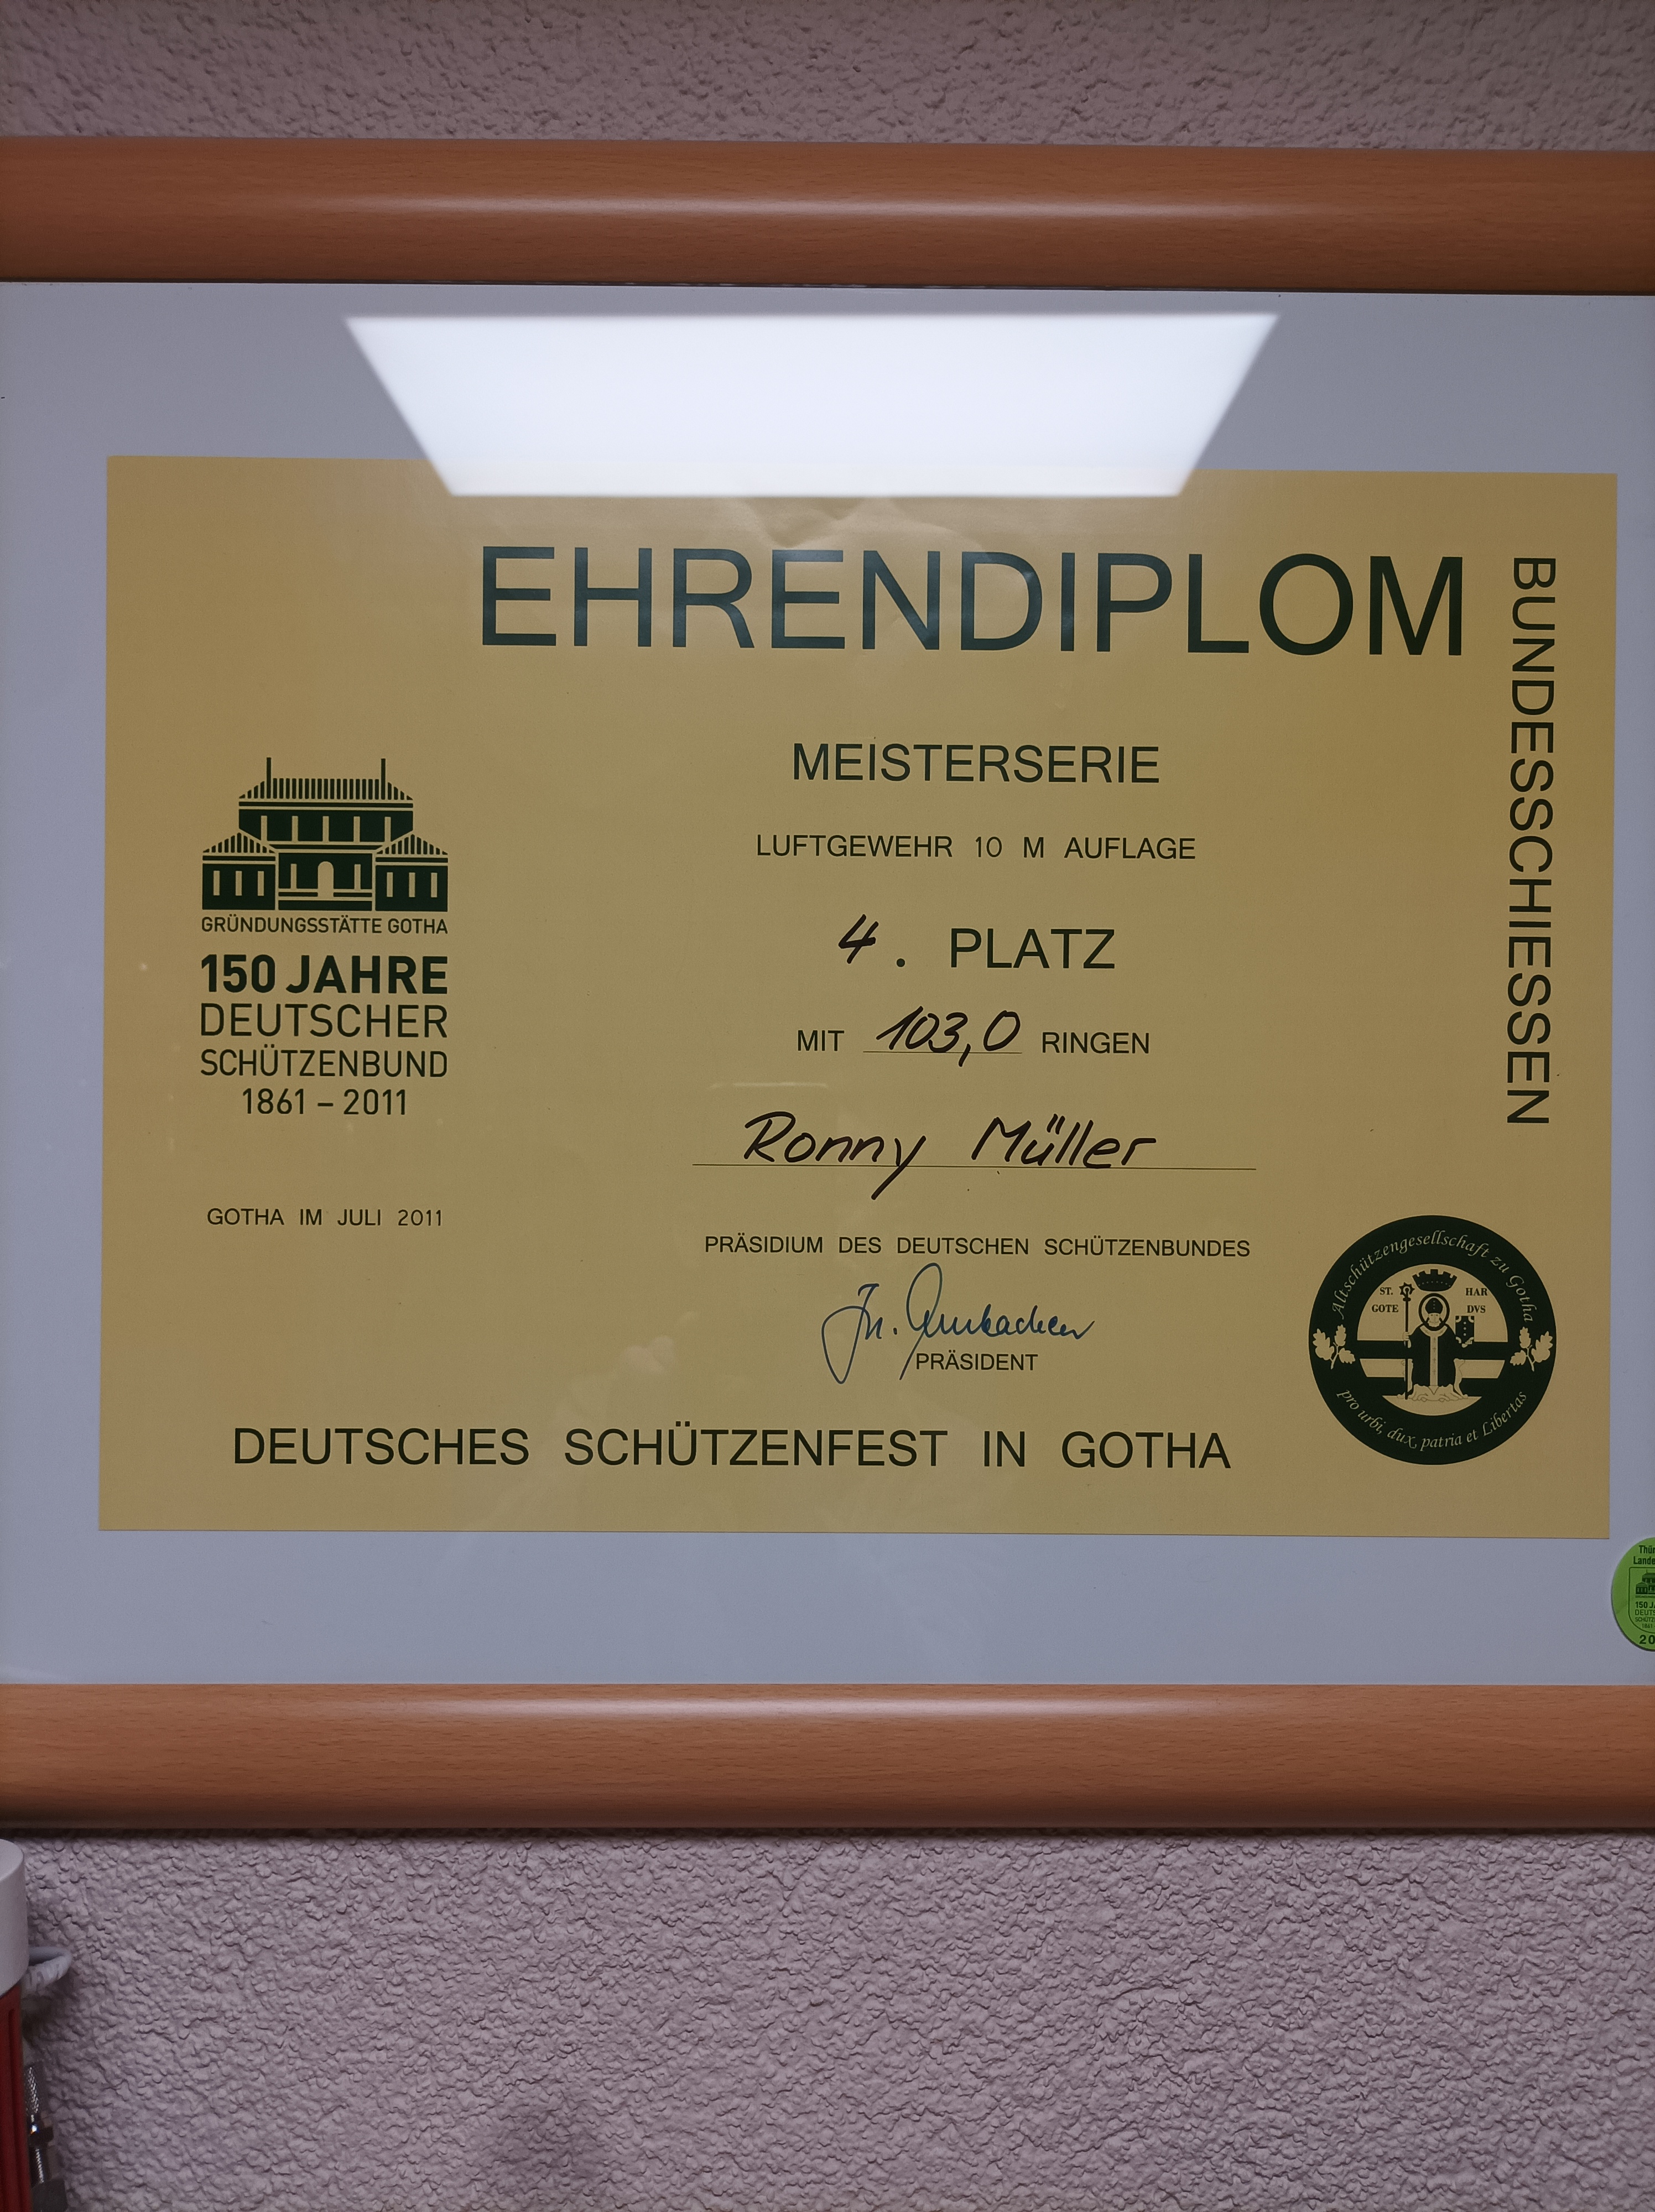 EHRENDIPLOM
BUNDESSCHIESSEN
MEISTERSERIE
LUFTGEWEHR 10 M AUFLAGE
4. PLATZ
MIT 103,0 RINGEN
Ronny Müller
GRÜNDUNGSSTÄTTE GOTHA
150 JAHRE
DEUTSCHER
SCHÜTZENBUND
1861 – 2011
GOTHA IM JULI 2011
PRÄSIDIUM DES DEUTSCHEN SCHÜTZENBUNDES
PRÄSIDENT
Altschützengesellschaft zu Gotha
ST. HAR
GOTE DVS
pro urbi, dux, patria et Libertas
DEUTSCHES SCHÜTZENFEST IN GOTHA
150 J